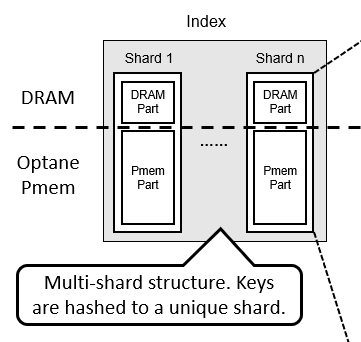 Index
Shard 1
Shard n
DRAM
DRAM
Part
DRAM
Part
Optane
Pmem
Pmem
Part
......
Pmem
Part
Multi-shard structure. Keys
are hashed to a unique shard.